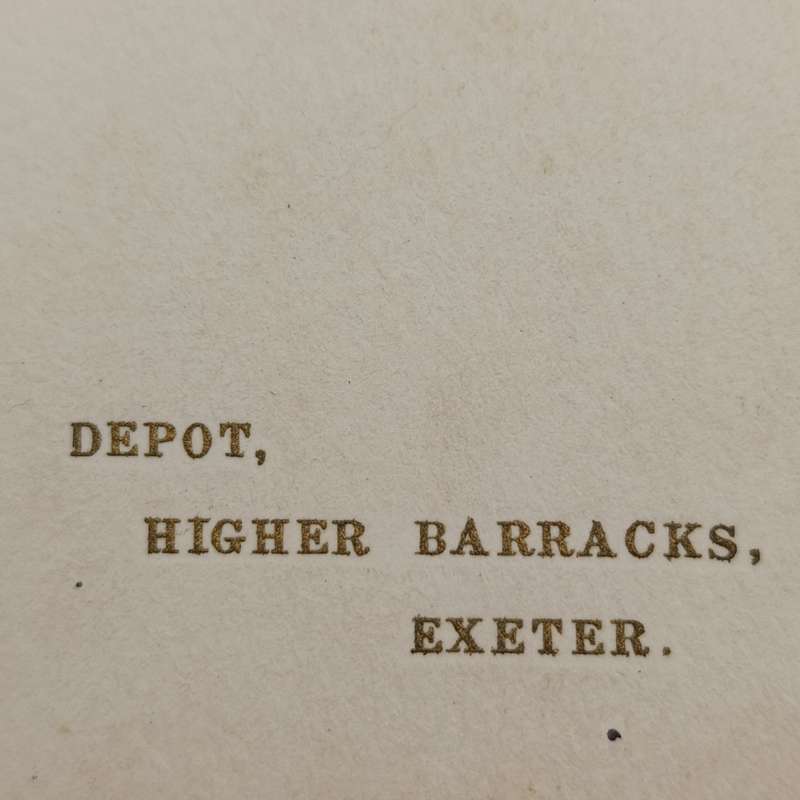 DEPOT,
HIGHER BARRACKS,
EXETER.